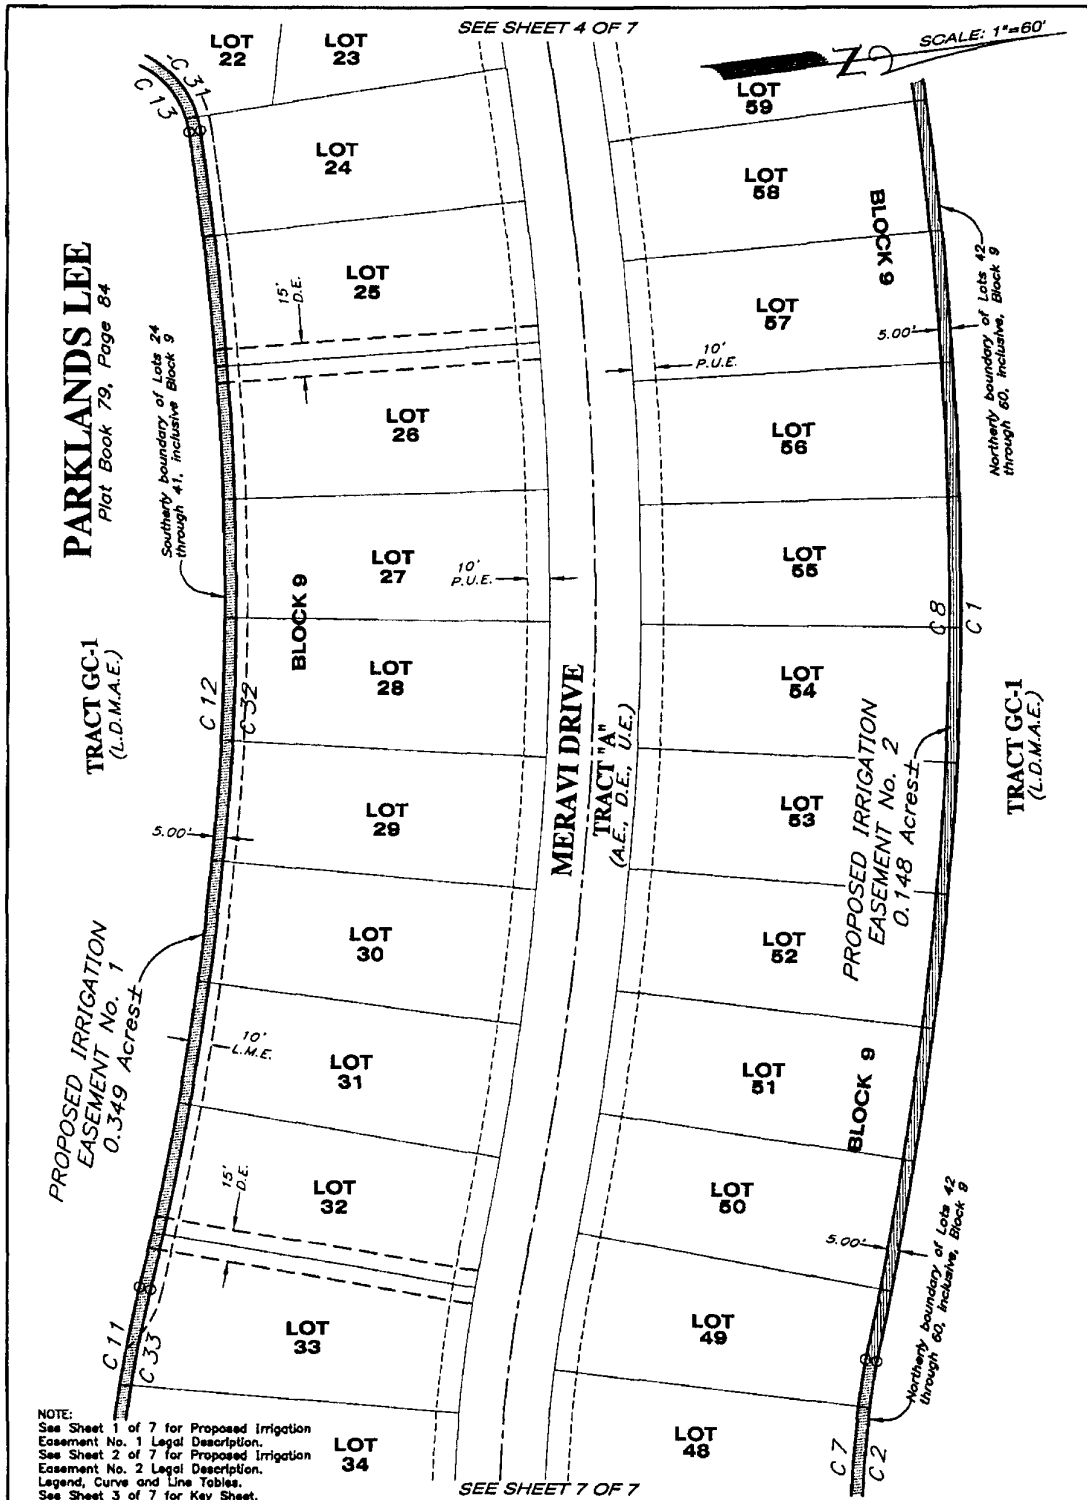 SEE SHEET 4 OF 7
SCALE: 1"=60'
N
LOT
22
LOT
23
C 31
C 13
LOT
24
LOT
25
15'
D.E.
LOT
26
PARKLANDS LEE
Plat Book 79, Page 84
Southerly boundary of Lots 24
through 41, inclusive Block 9
LOT
27
10'
P.U.E.
BLOCK 9
LOT
28
TRACT GC-1
(L.D.M.A.E.)
C 12
C 32
LOT
29
5.00'
LOT
30
PROPOSED IRRIGATION
EASEMENT No. 1
0.349 Acres±
10'
L.M.E.
LOT
31
LOT
32
15'
D.E.
LOT
33
C 11
C 33
LOT
34
MERAVI DRIVE
TRACT "A"
(A.E., D.E., U.E.)
LOT
59
LOT
58
BLOCK 9
Northerly boundary of Lots 42
through 60, inclusive, Block 9
LOT
57
5.00'
10'
P.U.E.
LOT
56
LOT
55
C 8
C 1
LOT
54
TRACT GC-1
(L.D.M.A.E.)
PROPOSED IRRIGATION
EASEMENT No. 2
0.148 Acres±
LOT
53
LOT
52
LOT
51
BLOCK 9
LOT
50
5.00'
Northerly boundary of Lots 42
through 60, inclusive, Block 9
LOT
49
LOT
48
C 7
C 2
NOTE:
See Sheet 1 of 7 for Proposed Irrigation
Easement No. 1 Legal Description.
See Sheet 2 of 7 for Proposed Irrigation
Easement No. 2 Legal Description.
Legend, Curve and Line Tables.
See Sheet 3 of 7 for Key Sheet.
SEE SHEET 7 OF 7